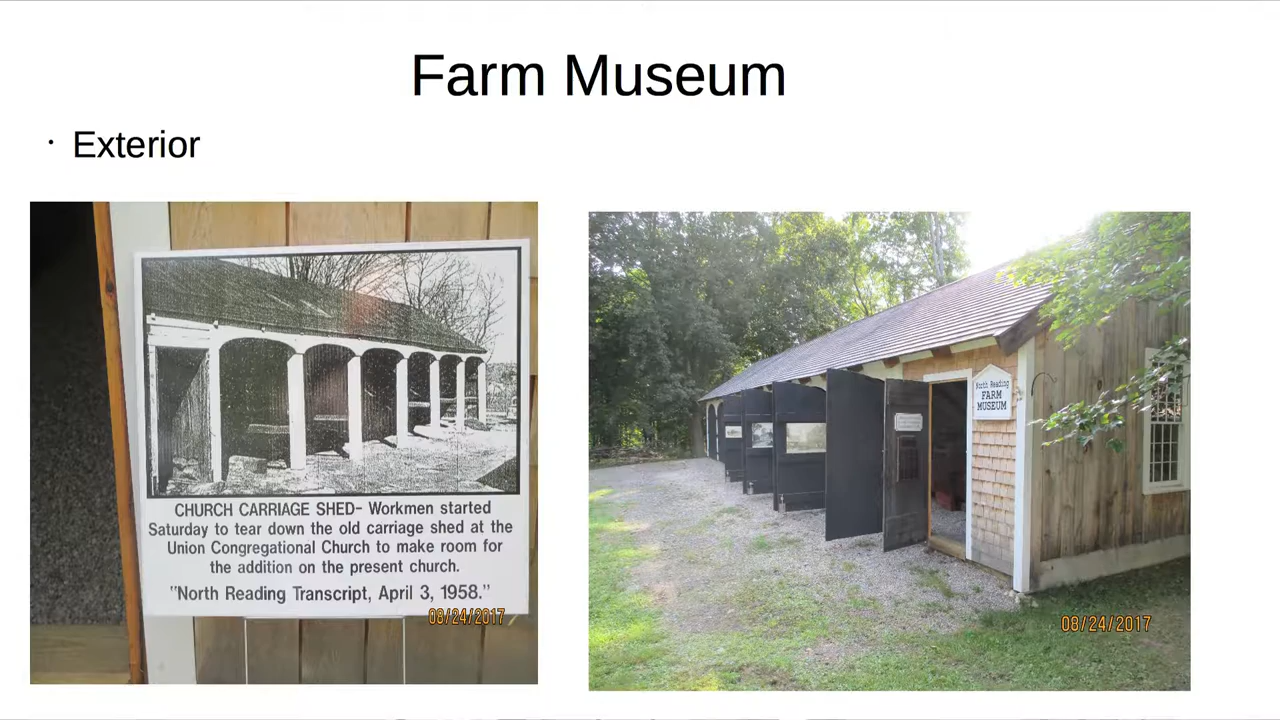 Farm Museum
· Exterior
CHURCH CARRIAGE SHED- Workmen started
Saturday to tear down the old carriage shed at the
Union Congregational Church to make room for
the addition on the present church.
"North Reading Transcript, April 3, 1958."
08/24/2017
North Reading
FARM
MUSEUM
08/24/2017